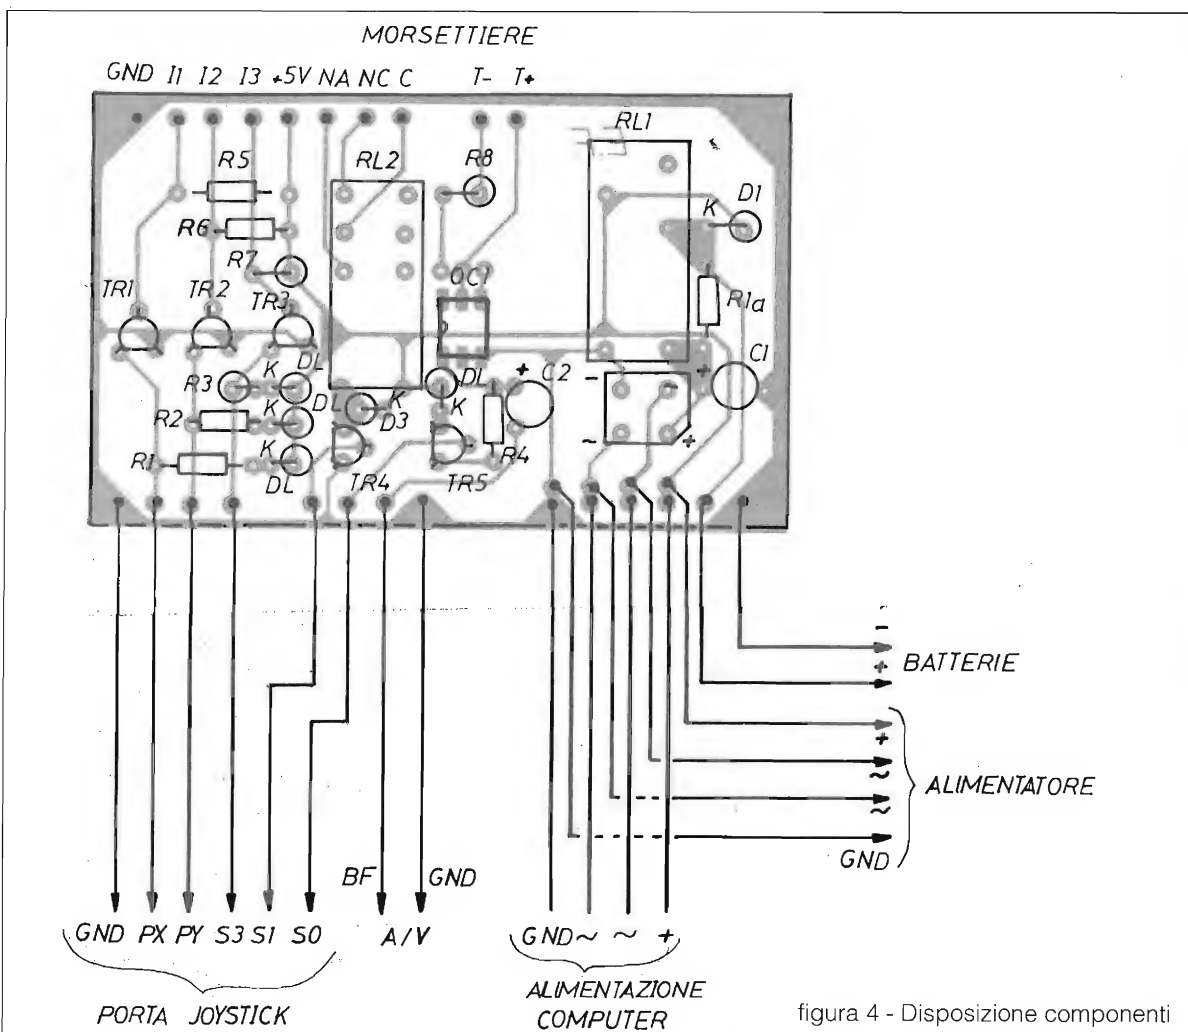 MORSETTIERE
GND I1 I2 I3 +5V NA NC C T- T+
RL1
R5 RL2 R8
D1
K
R6
R7
OC1
TR1 TR2 TR3 R1a
DL C1
+ C2 - +
R3 K DL
K DL K
R2 D3
R4 ~ +
R1 K
DL TR4 TR5
-
+ BATTERIE
+
~ ALIMENTATORE
~
GND
BF GND
GND PX PY S3 S1 S0 A/V GND ~ ~ +
PORTA JOYSTICK
ALIMENTAZIONE
COMPUTER
figura 4 - Disposizione componenti